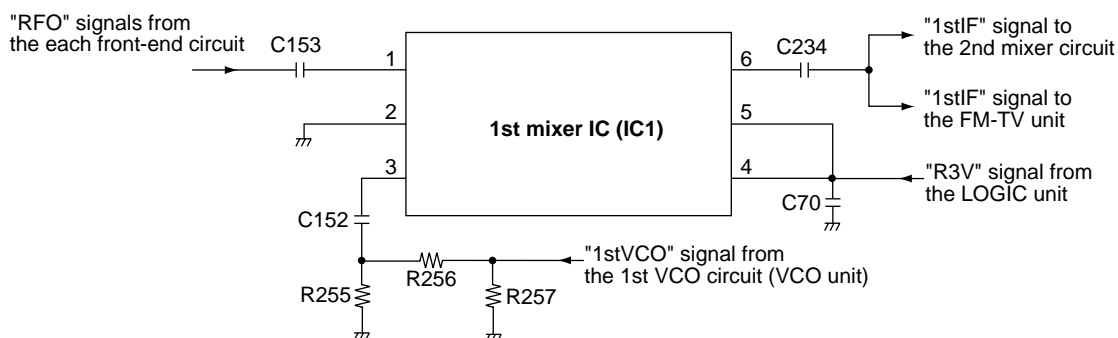 "RFO" signals from
the each front-end circuit
C153
1
2
3
1st mixer IC (IC1)
6
5
4
C234
"1stIF" signal to
the 2nd mixer circuit
"1stIF" signal to
the FM-TV unit
"R3V" signal from
the LOGIC unit
C70
C152
R256
R255
R257
"1stVCO" signal from
the 1st VCO circuit (VCO unit)